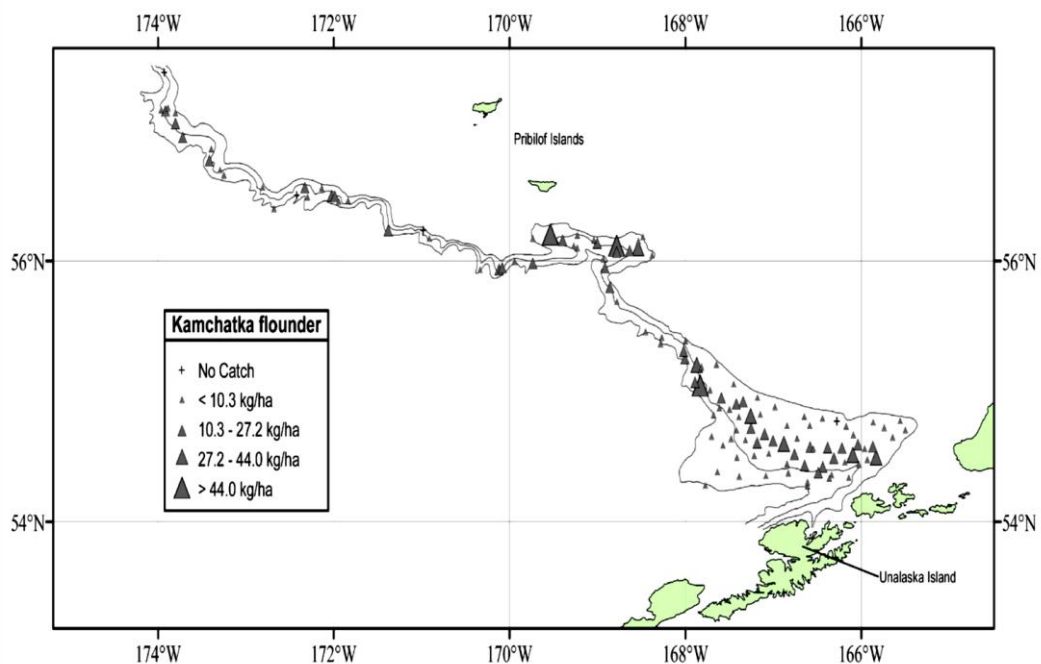 174°W 172°W 170°W 168°W 166°W
Pribilof Islands
56°N 56°N
Kamchatka flounder
No Catch
< 10.3 kg/ha
10.3 - 27.2 kg/ha
27.2 - 44.0 kg/ha
> 44.0 kg/ha
54°N 54°N
Unalaska Island
174°W 172°W 170°W 168°W 166°W